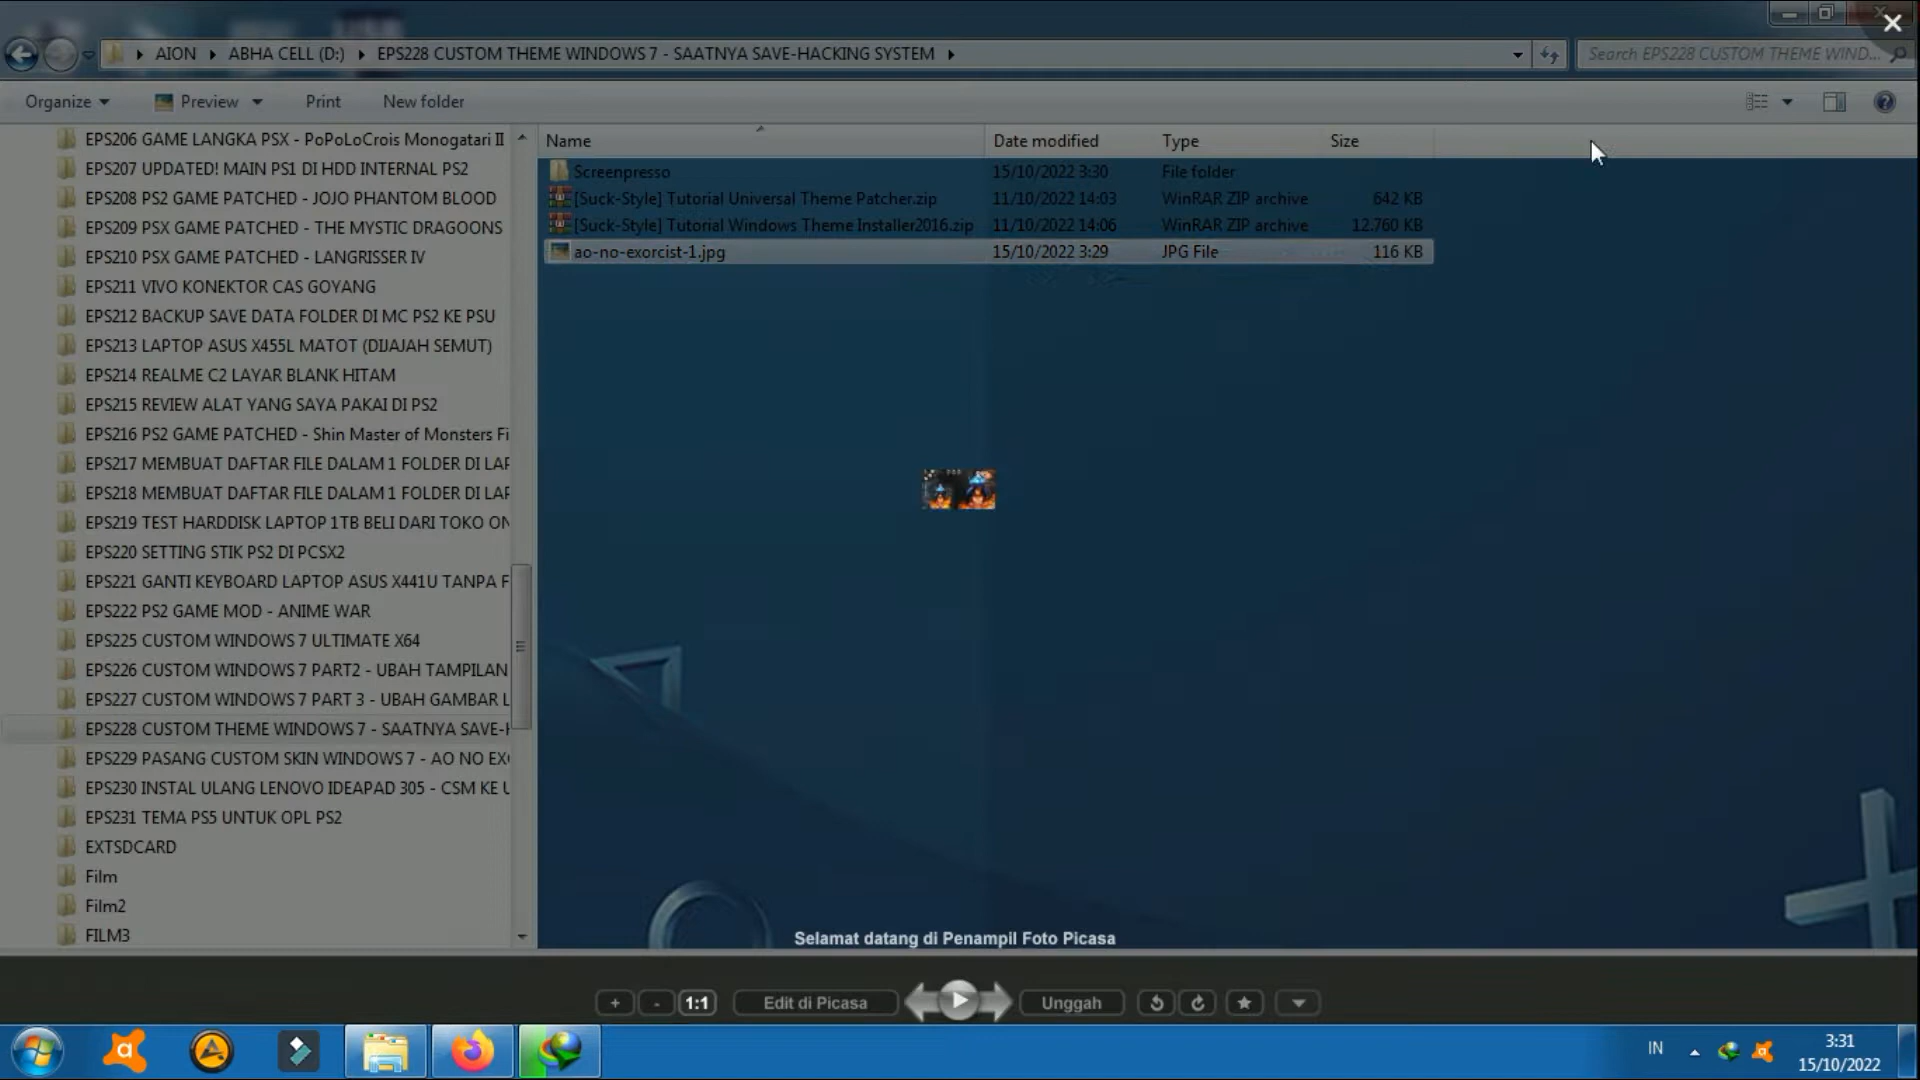 AION ABHA CELL (D:) EPS228 CUSTOM THEME WINDOWS 7 - SAATNYA SAVE-HACKING SYSTEM
Search EPS228 CUSTOM THEME WIND...
Organize Preview Print New folder
EPS206 GAME LANGKA PSX - PoPoLoCrois Monogatari II
EPS207 UPDATED! MAIN PS1 DI HDD INTERNAL PS2
EPS208 PS2 GAME PATCHED - JOJO PHANTOM BLOOD
EPS209 PSX GAME PATCHED - THE MYSTIC DRAGOONS
EPS210 PSX GAME PATCHED - LANGRISSER IV
EPS211 VIVO KONEKTOR CAS GOYANG
EPS212 BACKUP SAVE DATA FOLDER DI MC PS2 KE PSU
EPS213 LAPTOP ASUS X455L MATOT (DIJAJAH SEMUT)
EPS214 REALME C2 LAYAR BLANK HITAM
EPS215 REVIEW ALAT YANG SAYA PAKAI DI PS2
EPS216 PS2 GAME PATCHED - Shin Master of Monsters Fi
EPS217 MEMBUAT DAFTAR FILE DALAM 1 FOLDER DI LAP
EPS218 MEMBUAT DAFTAR FILE DALAM 1 FOLDER DI LAP
EPS219 TEST HARDDISK LAPTOP 1TB BELI DARI TOKO ON
EPS220 SETTING STIK PS2 DI PCSX2
EPS221 GANTI KEYBOARD LAPTOP ASUS X441U TANPA F
EPS222 PS2 GAME MOD - ANIME WAR
EPS225 CUSTOM WINDOWS 7 ULTIMATE X64
EPS226 CUSTOM WINDOWS 7 PART2 - UBAH TAMPILAN
EPS227 CUSTOM WINDOWS 7 PART 3 - UBAH GAMBAR L
EPS228 CUSTOM THEME WINDOWS 7 - SAATNYA SAVE-H
EPS229 PASANG CUSTOM SKIN WINDOWS 7 - AO NO EX
EPS230 INSTAL ULANG LENOVO IDEAPAD 305 - CSM KE U
EPS231 TEMA PS5 UNTUK OPL PS2
EXTSDCARD
Film
Film2
FILM3
Name Date modified Type Size
Screenpresso 15/10/2022 3:30 File folder
[Suck-Style] Tutorial Universal Theme Patcher.zip 11/10/2022 14:03 WinRAR ZIP archive 642 KB
[Suck-Style] Tutorial Windows Theme Installer2016.zip 11/10/2022 14:06 WinRAR ZIP archive 12.760 KB
ao-no-exorcist-1.jpg 15/10/2022 3:29 JPG File 116 KB
Selamat datang di Penampil Foto Picasa
+ - 1:1 Edit di Picasa Unggah
IN
3:31
15/10/2022